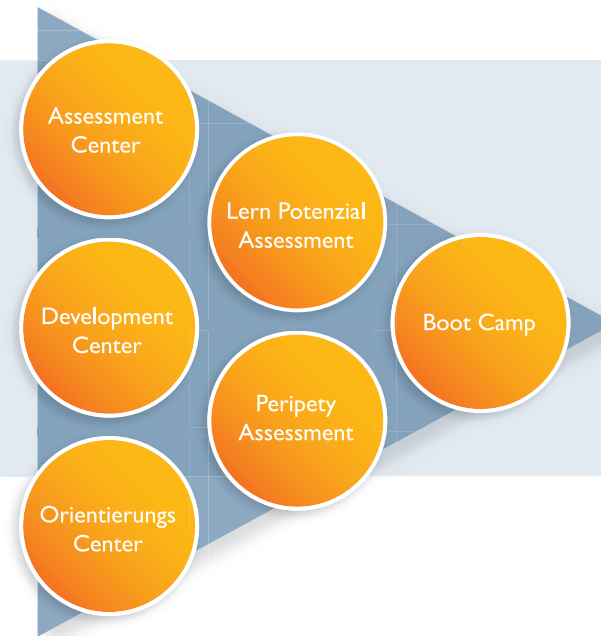 Assessment
Center
Development
Center
Orientierungs
Center
Lern Potenzial
Assessment
Peripety
Assessment
Boot Camp